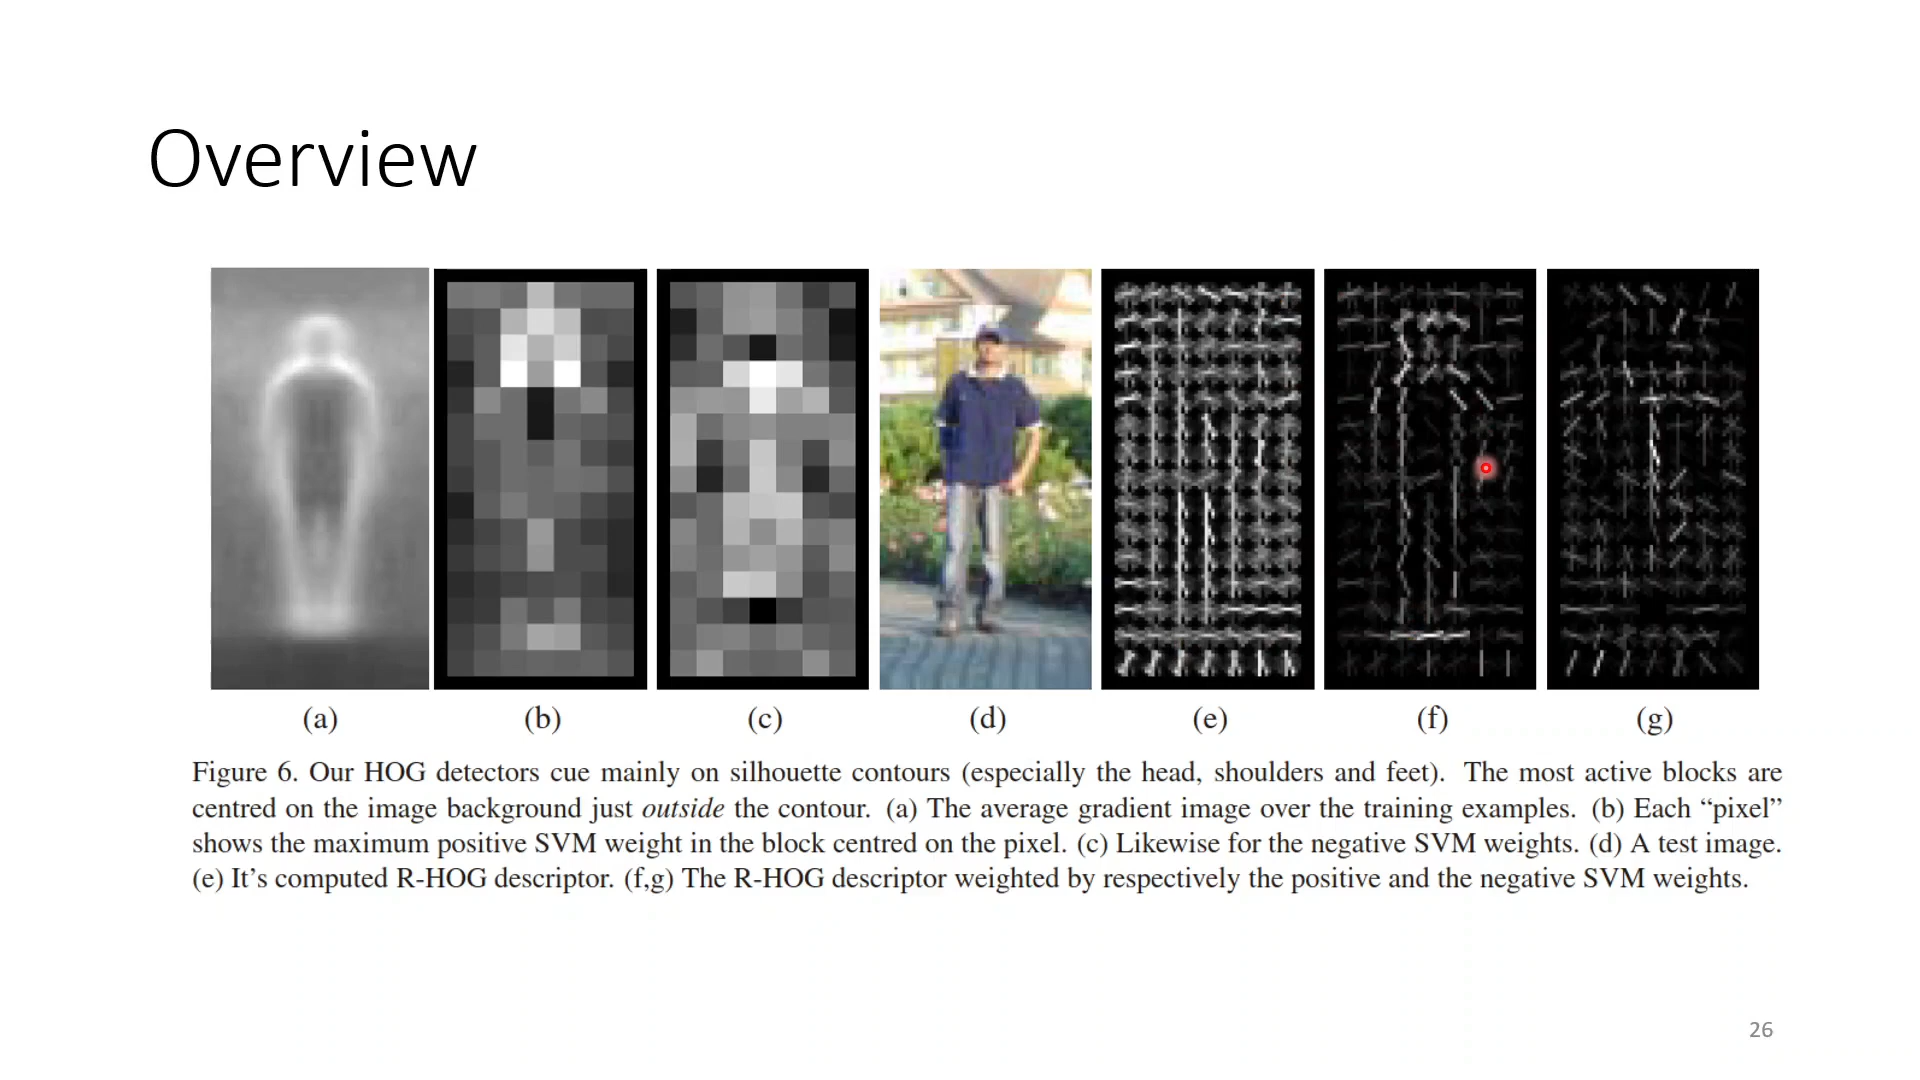 Overview
(a) (b) (c) (d) (e) (f) (g)
Figure 6. Our HOG detectors cue mainly on silhouette contours (especially the head, shoulders and feet). The most active blocks are
centred on the image background just outside the contour. (a) The average gradient image over the training examples. (b) Each “pixel”
shows the maximum positive SVM weight in the block centred on the pixel. (c) Likewise for the negative SVM weights. (d) A test image.
(e) It’s computed R-HOG descriptor. (f,g) The R-HOG descriptor weighted by respectively the positive and the negative SVM weights.
26